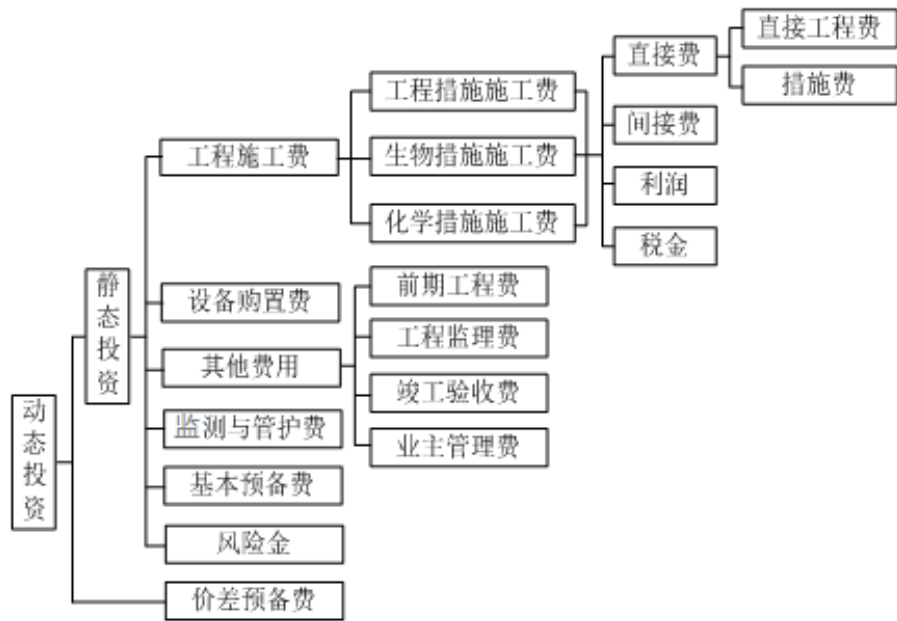 直接工程费
直接费
措施费
工程措施施工费
间接费
工程施工费
生物措施施工费
利润
化学措施施工费
税金
静态投资
前期工程费
设备购置费
工程监理费
其他费用
竣工验收费
动态投资
监测与管护费
业主管理费
基本预备费
风险金
价差预备费